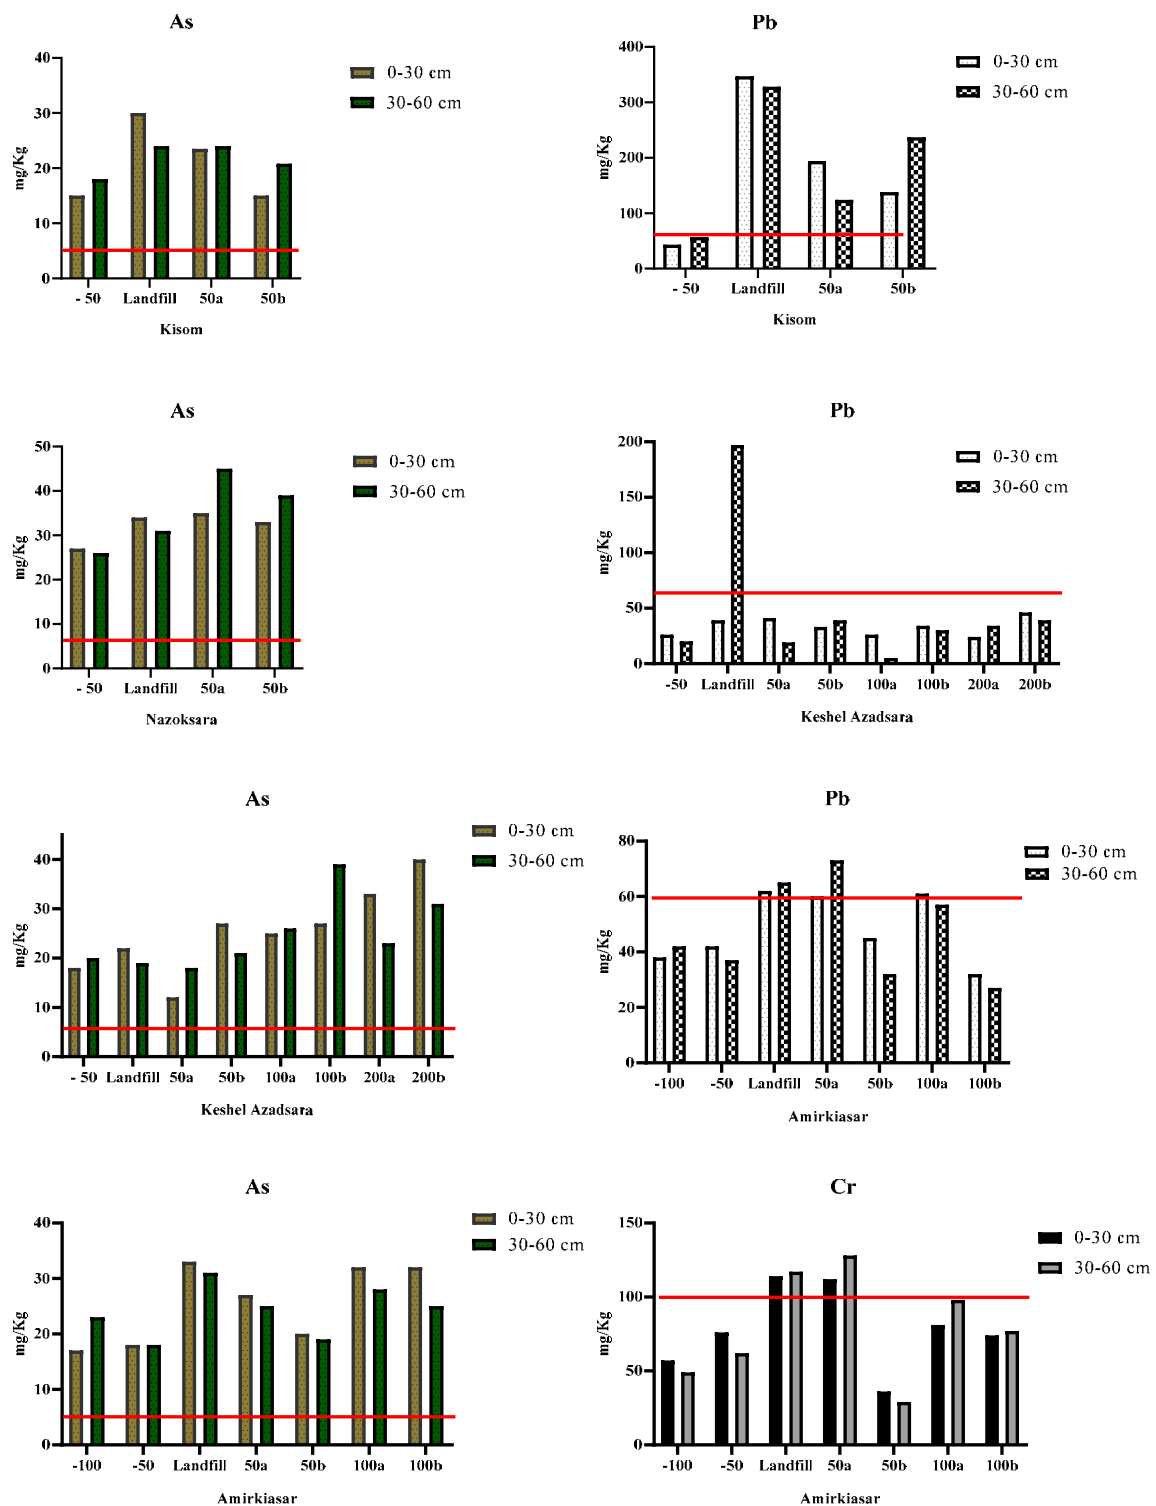 As
40
30
20
10
0
mg/Kg
0-30 cm
30-60 cm
- 50 Landfill 50a 50b
Kisom
Pb
400
300
200
100
0
mg/Kg
0-30 cm
30-60 cm
- 50 Landfill 50a 50b
Kisom
As
50
40
30
20
10
0
mg/Kg
0-30 cm
30-60 cm
- 50 Landfill 50a 50b
Nazoksara
Pb
200
150
100
50
0
mg/Kg
0-30 cm
30-60 cm
-50 Landfill 50a 50b 100a 100b 200a 200b
Keshel Azadsara
As
40
30
20
10
0
mg/Kg
0-30 cm
30-60 cm
- 50 Landfill 50a 50b 100a 100b 200a 200b
Keshel Azadsara
Pb
80
60
40
20
0
mg/Kg
0-30 cm
30-60 cm
-100 -50 Landfill 50a 50b 100a 100b
Amirkiasar
As
40
30
20
10
0
mg/Kg
0-30 cm
30-60 cm
-100 -50 Landfill 50a 50b 100a 100b
Amirkiasar
Cr
150
100
50
0
mg/Kg
0-30 cm
30-60 cm
-100 -50 Landfill 50a 50b 100a 100b
Amirkiasar